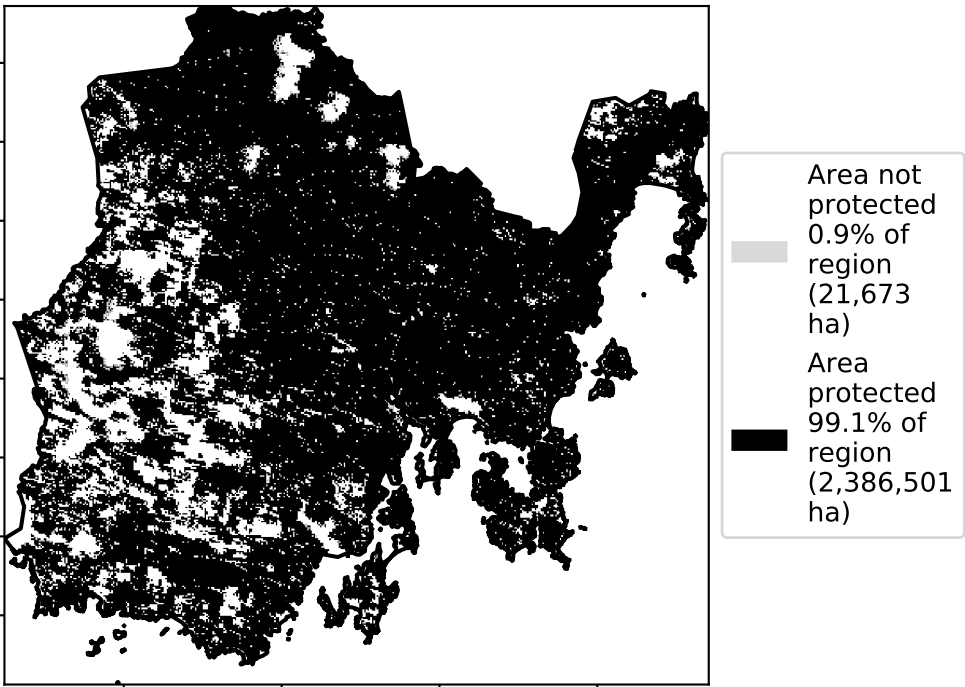 Area not
protected
0.9% of
region
(21,673
ha)
Area
protected
99.1% of
region
(2,386,501
ha)